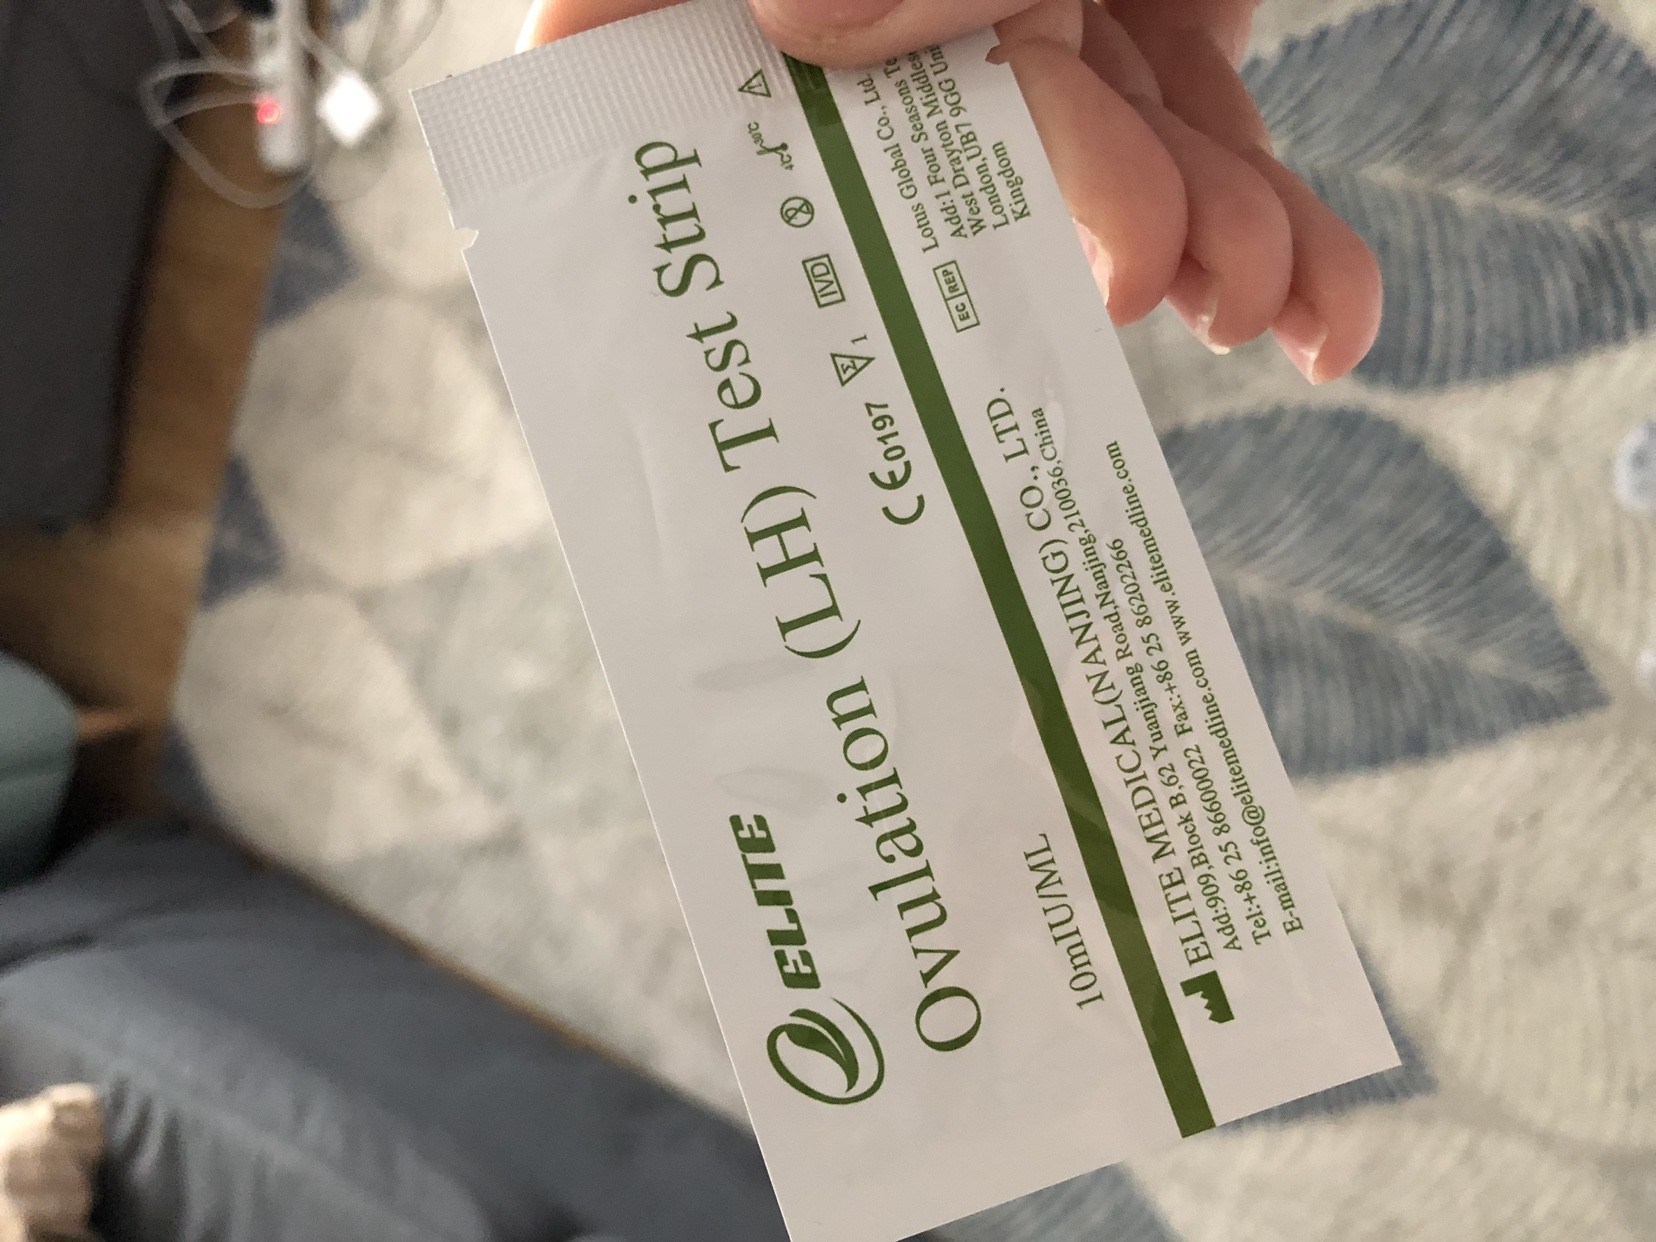 ELITE
Ovulation (LH) Test Strip
10mIU/ML
CE0197
1
IVD
ELITE MEDICAL(NANJING) CO., LTD.
Add:909,Block B,62 Yuanjiang Road,Nanjing,210036,China
Tel:+86 25 86600022 Fax:+86 25 862022266
E-mail:info@elitemedline.com www.elitemedline.com
EC REP
Lotus Global Co., Ltd.
Add:1 Four Seasons
West Drayton
London,UB7 9GG
Kingdom